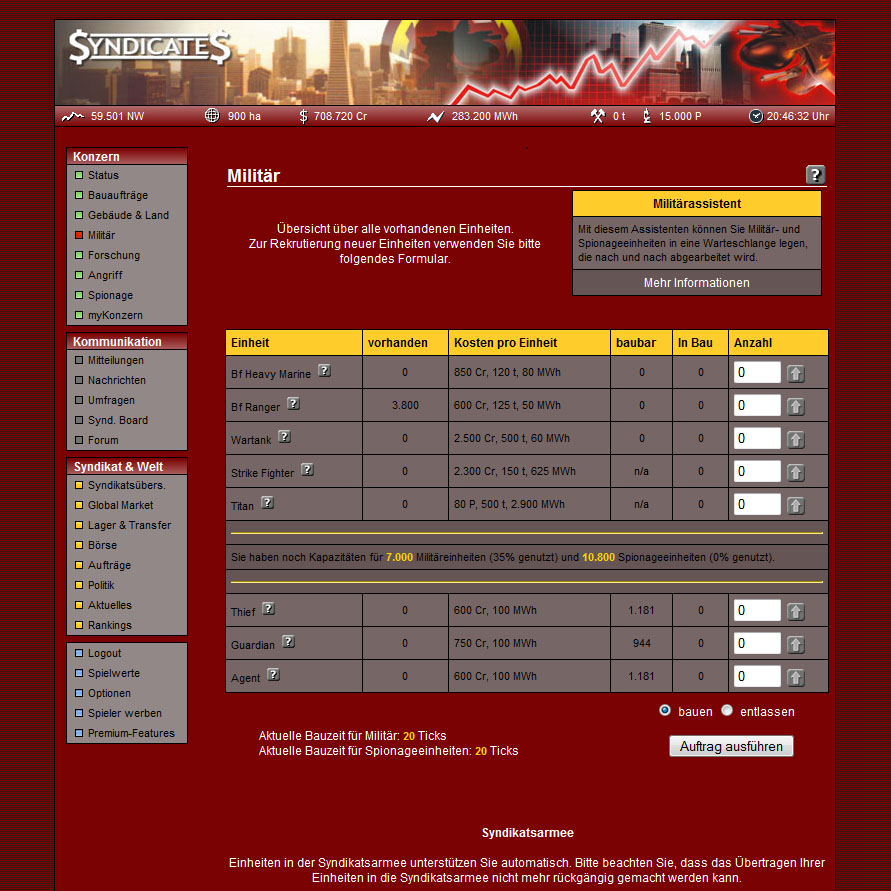 SYNDICATES
59.501 NW 900 ha $ 708.720 Cr 283.200 MWh 0 t 15.000 P 20:46:32 Uhr
Konzern
Status
Bauaufträge
Gebäude & Land
Militär
Forschung
Angriff
Spionage
myKonzern
Kommunikation
Mitteilungen
Nachrichten
Umfragen
Synd. Board
Forum
Syndikat & Welt
Syndikatsübers.
Global Market
Lager & Transfer
Börse
Aufträge
Politik
Aktuelles
Rankings
Logout
Spielwerte
Optionen
Spieler werben
Premium-Features
Militär ?
Übersicht über alle vorhandenen Einheiten.
Zur Rekrutierung neuer Einheiten verwenden Sie bitte
folgendes Formular.
Militärassistent
Mit diesem Assistenten können Sie Militär- und
Spionageeinheiten in eine Warteschlange legen,
die nach und nach abgearbeitet wird.
Mehr Informationen
Einheit vorhanden Kosten pro Einheit baubar In Bau Anzahl
Bf Heavy Marine ? 0 850 Cr, 120 t, 80 MWh 0 0 0
Bf Ranger ? 3.800 600 Cr, 125 t, 50 MWh 0 0 0
Wartank ? 0 2.500 Cr, 500 t, 60 MWh 0 0 0
Strike Fighter ? 0 2.300 Cr, 150 t, 625 MWh n/a 0 0
Titan ? 0 80 P, 500 t, 2.900 MWh n/a 0 0
Sie haben noch Kapazitäten für 7.000 Militäreinheiten (35% genutzt) und 10.800 Spionageeinheiten (0% genutzt).
Thief ? 0 600 Cr, 100 MWh 1.181 0 0
Guardian ? 0 750 Cr, 100 MWh 944 0 0
Agent ? 0 600 Cr, 100 MWh 1.181 0 0
bauen entlassen
Aktuelle Bauzeit für Militär: 20 Ticks
Aktuelle Bauzeit für Spionageeinheiten: 20 Ticks
Auftrag ausführen
Syndikatsarmee
Einheiten in der Syndikatsarmee unterstützen Sie automatisch. Bitte beachten Sie, dass das Übertragen Ihrer
Einheiten in die Syndikatsarmee nicht mehr rückgängig gemacht werden kann.